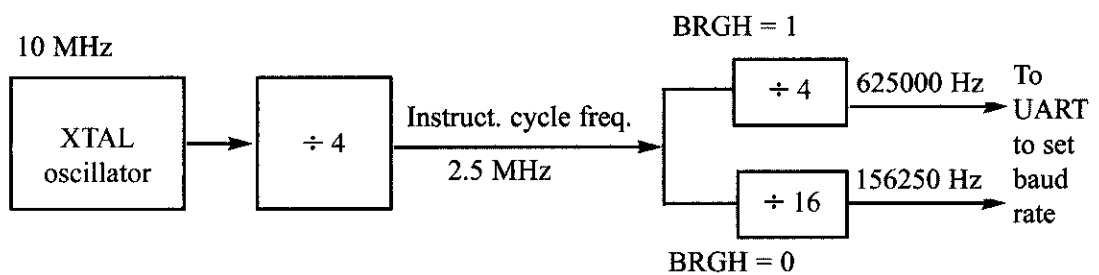 10 MHz
XTAL
oscillator
÷ 4
Instruct. cycle freq.
2.5 MHz
BRGH = 1
÷ 4
625000 Hz
÷ 16
156250 Hz
BRGH = 0
To
UART
to set
baud
rate